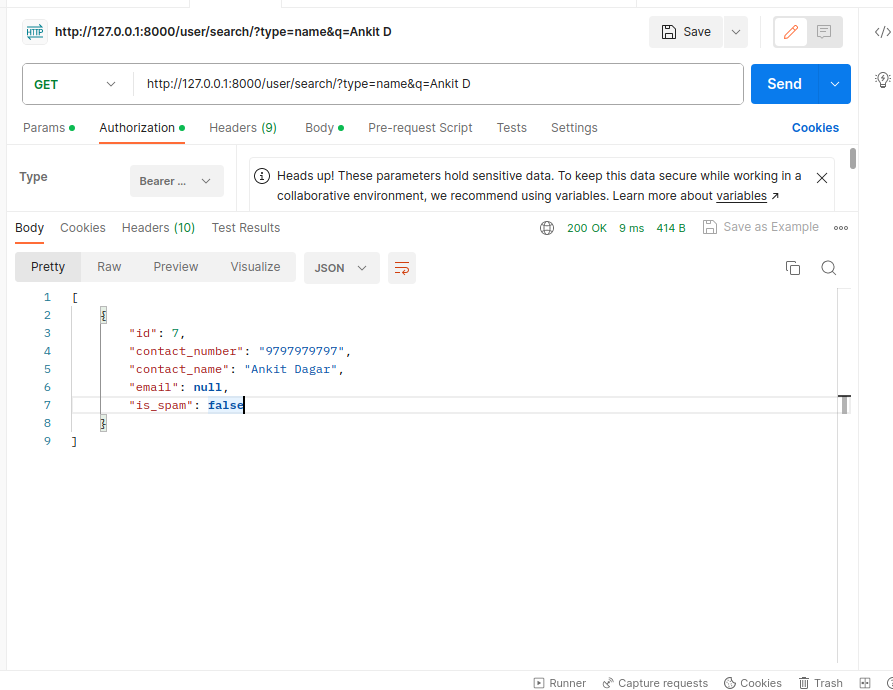 HTTP http://127.0.0.1:8000/user/search/?type=name&q=Ankit D Save
GET http://127.0.0.1:8000/user/search/?type=name&q=Ankit D Send
Params Authorization Headers (9) Body Pre-request Script Tests Settings Cookies
Type Bearer ... Heads up! These parameters hold sensitive data. To keep this data secure while working in a
collaborative environment, we recommend using variables. Learn more about variables ↗
Body Cookies Headers (10) Test Results 200 OK 9 ms 414 B Save as Example
Pretty Raw Preview Visualize JSON
1 [
2 {
3 "id": 7,
4 "contact_number": "9797979797",
5 "contact_name": "Ankit Dagar",
6 "email": null,
7 "is_spam": false
8 }
9 ]
Runner Capture requests Cookies Trash